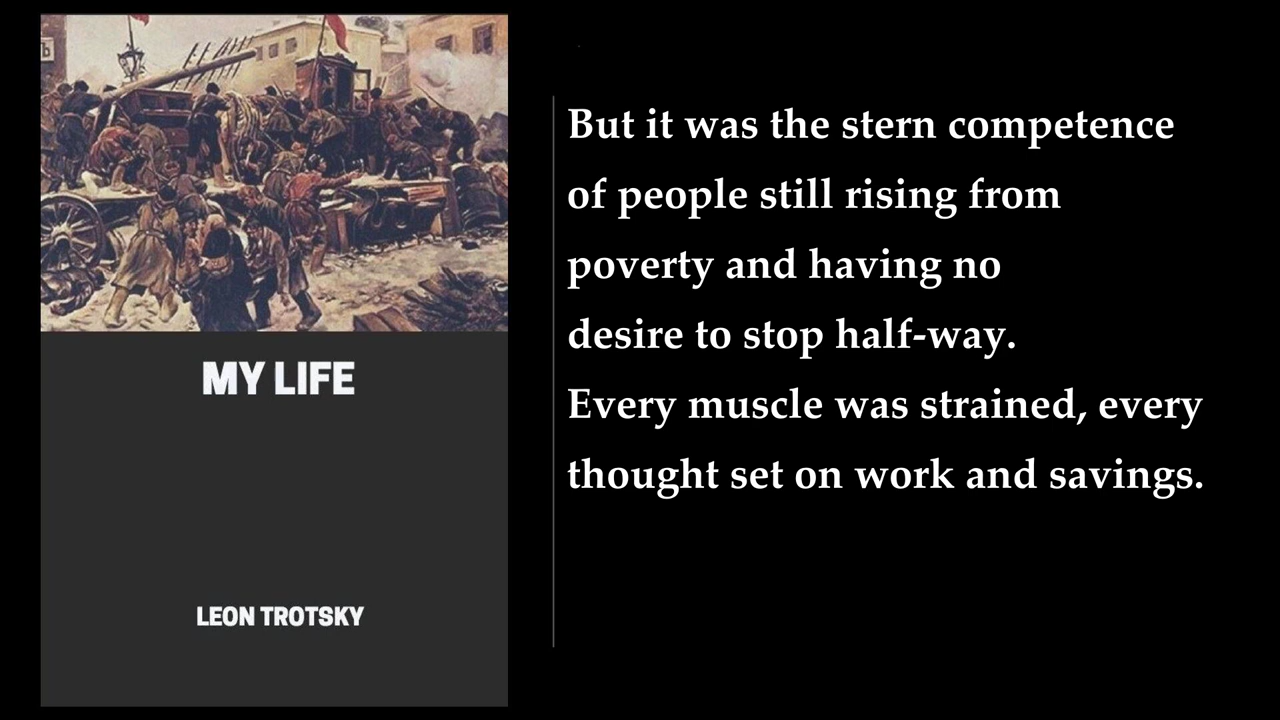 MY LIFE
LEON TROTSKY
But it was the stern competence
of people still rising from
poverty and having no
desire to stop half-way.
Every muscle was strained, every
thought set on work and savings.